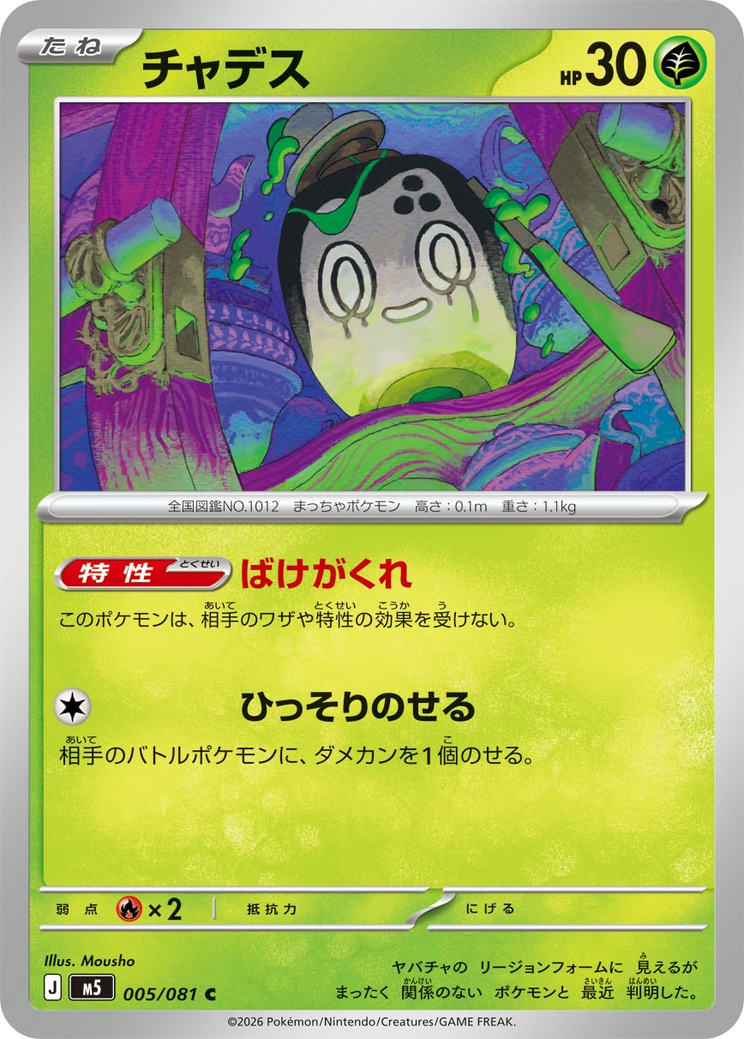 たね
チャデス
HP30
全国図鑑NO.1012 まっちゃポケモン 高さ:0.1m 重さ:1.1kg
特性 とくせい ばけがくれ
このポケモンは、相手のワザや特性の効果を受けない。
ひっそりのせる
相手のバトルポケモンに、ダメカンを1個のせる。
弱点 ×2 抵抗力 にげる
Illus. Mousho
ヤバチャの リージョンフォームに 見えるが
J M5 005/081 C
まったく 関係のない ポケモンと 最近 判明した。
©2026 Pokémon/Nintendo/Creatures/GAME FREAK.